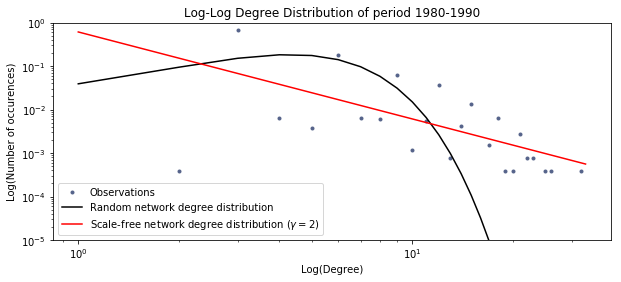 Log-Log Degree Distribution of period 1980-1990
Log(Number of occurences)
10^0
10^-1
10^-2
10^-3
10^-4
10^-5
Observations
Random network degree distribution
Scale-free network degree distribution (γ = 2)
10^0
10^1
Log(Degree)